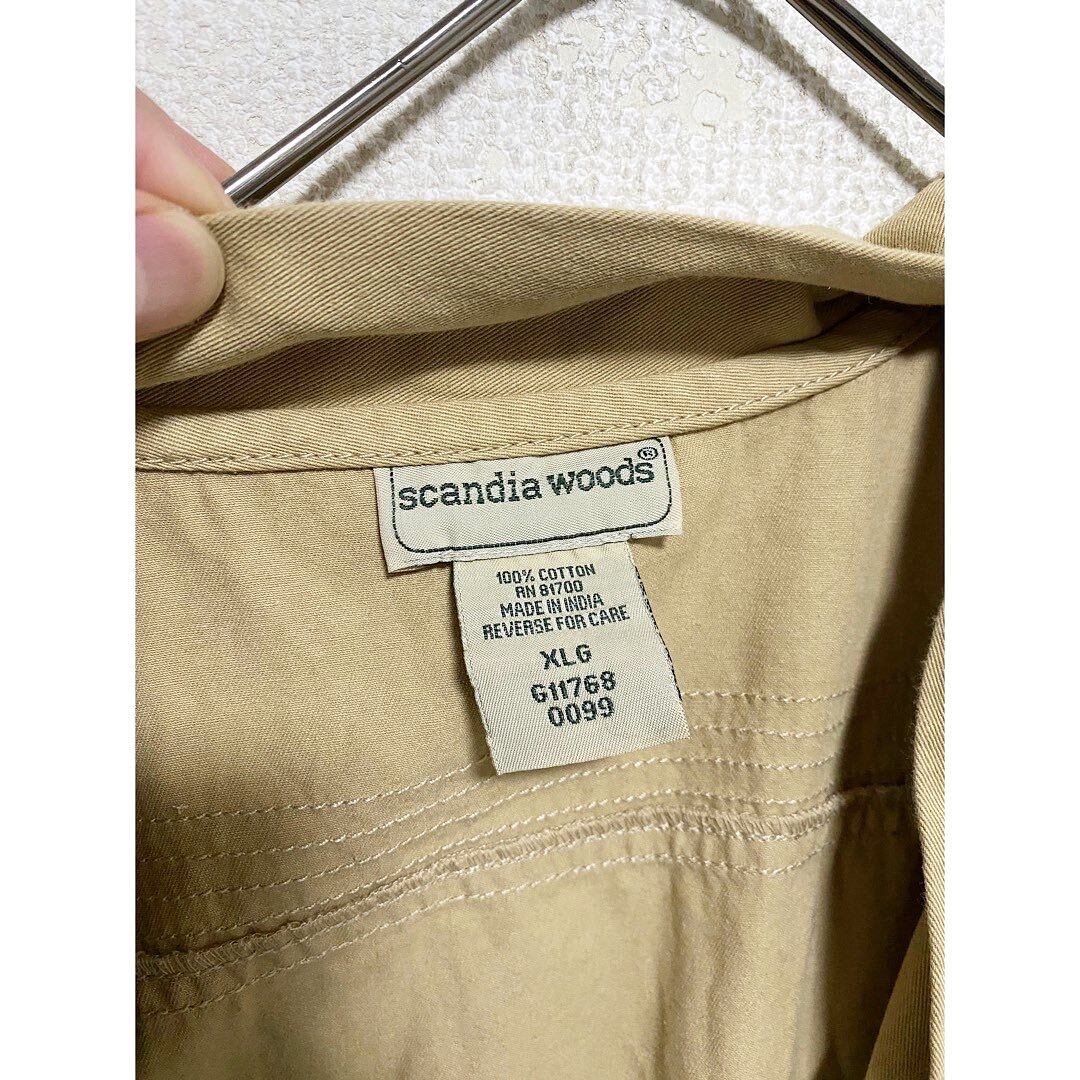 scandia woods®
100% COTTON
RN 81700
MADE IN INDIA
REVERSE FOR CARE
XLG
G11768
0099